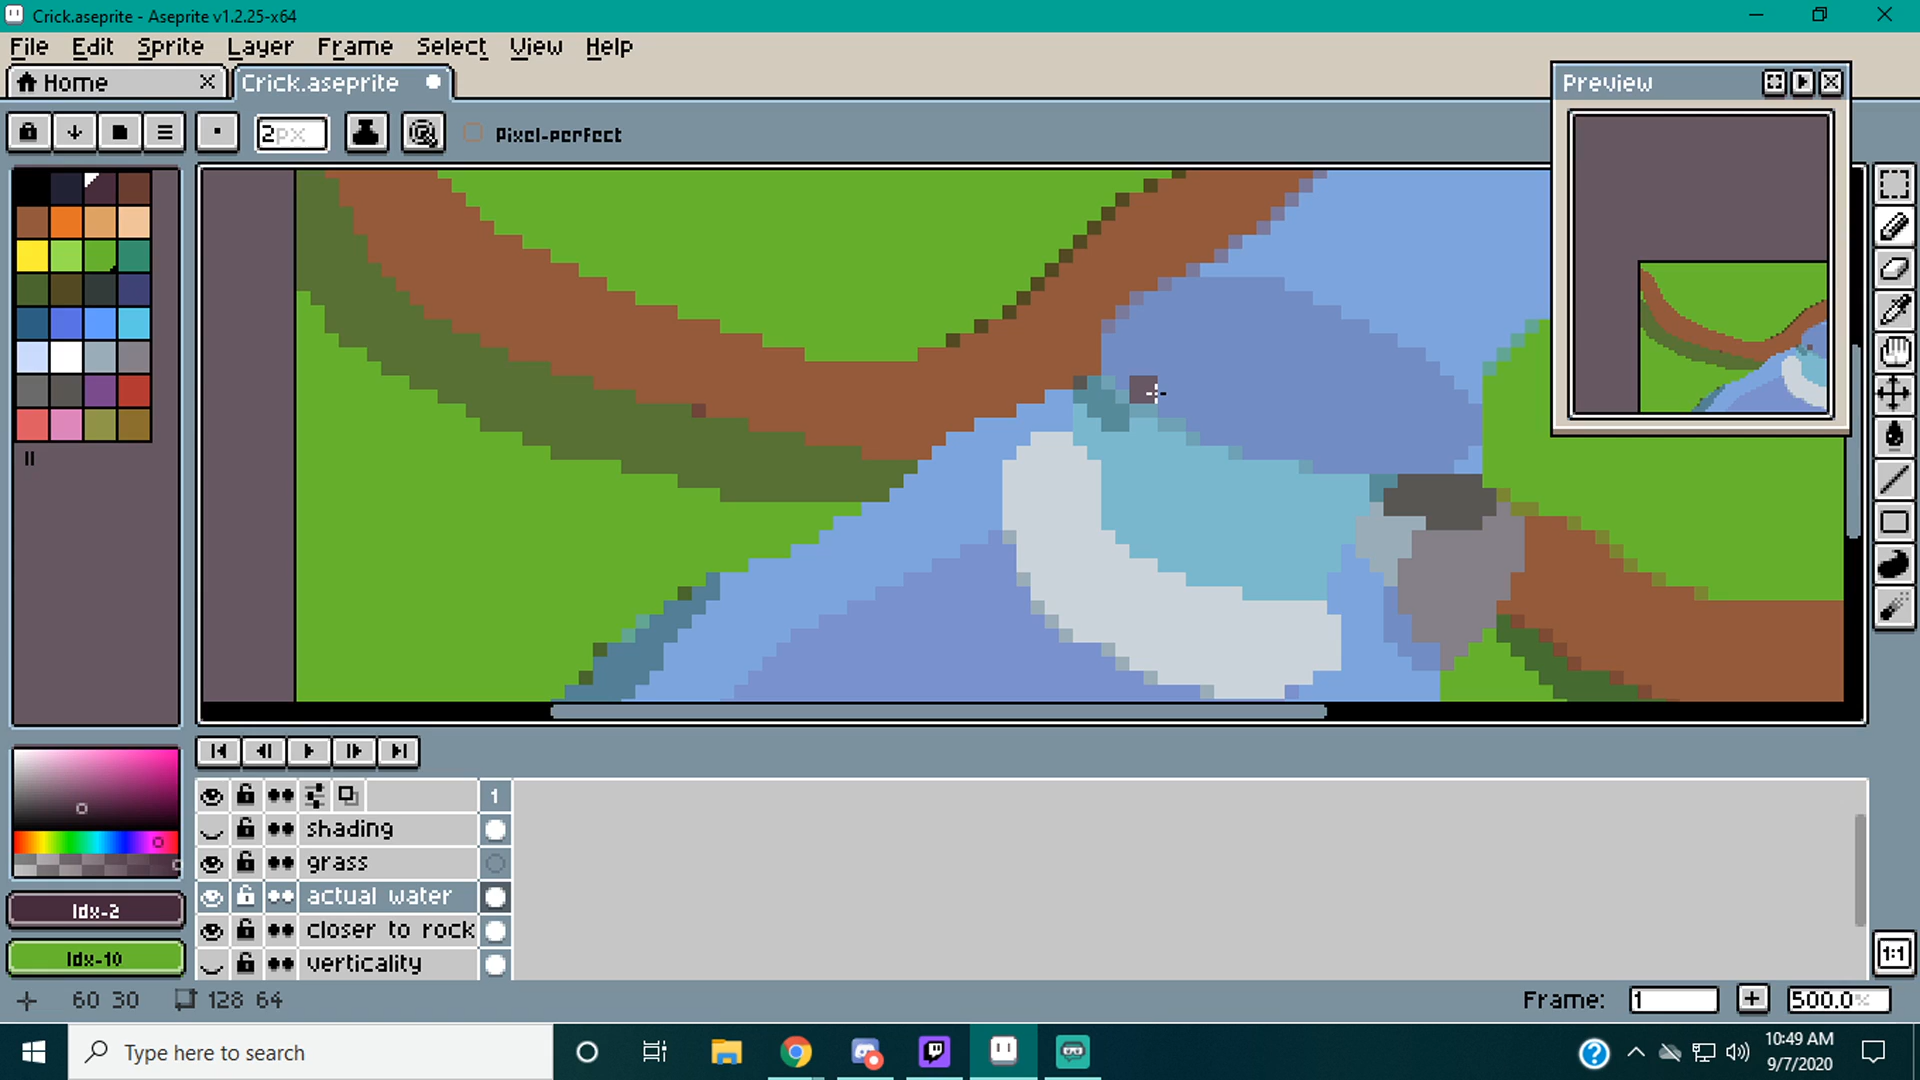 Crick.aseprite - Aseprite v1.2.25-x64
File Edit Sprite Layer Frame Select View Help
Home
Crick.aseprite
Preview
2px
Pixel-perfect
1
shading
grass
actual water
closer to rock
verticality
Idx-2
Idx-10
60 30
128 64
Frame: 1
500.0%
1:1
Type here to search
10:49 AM
9/7/2020